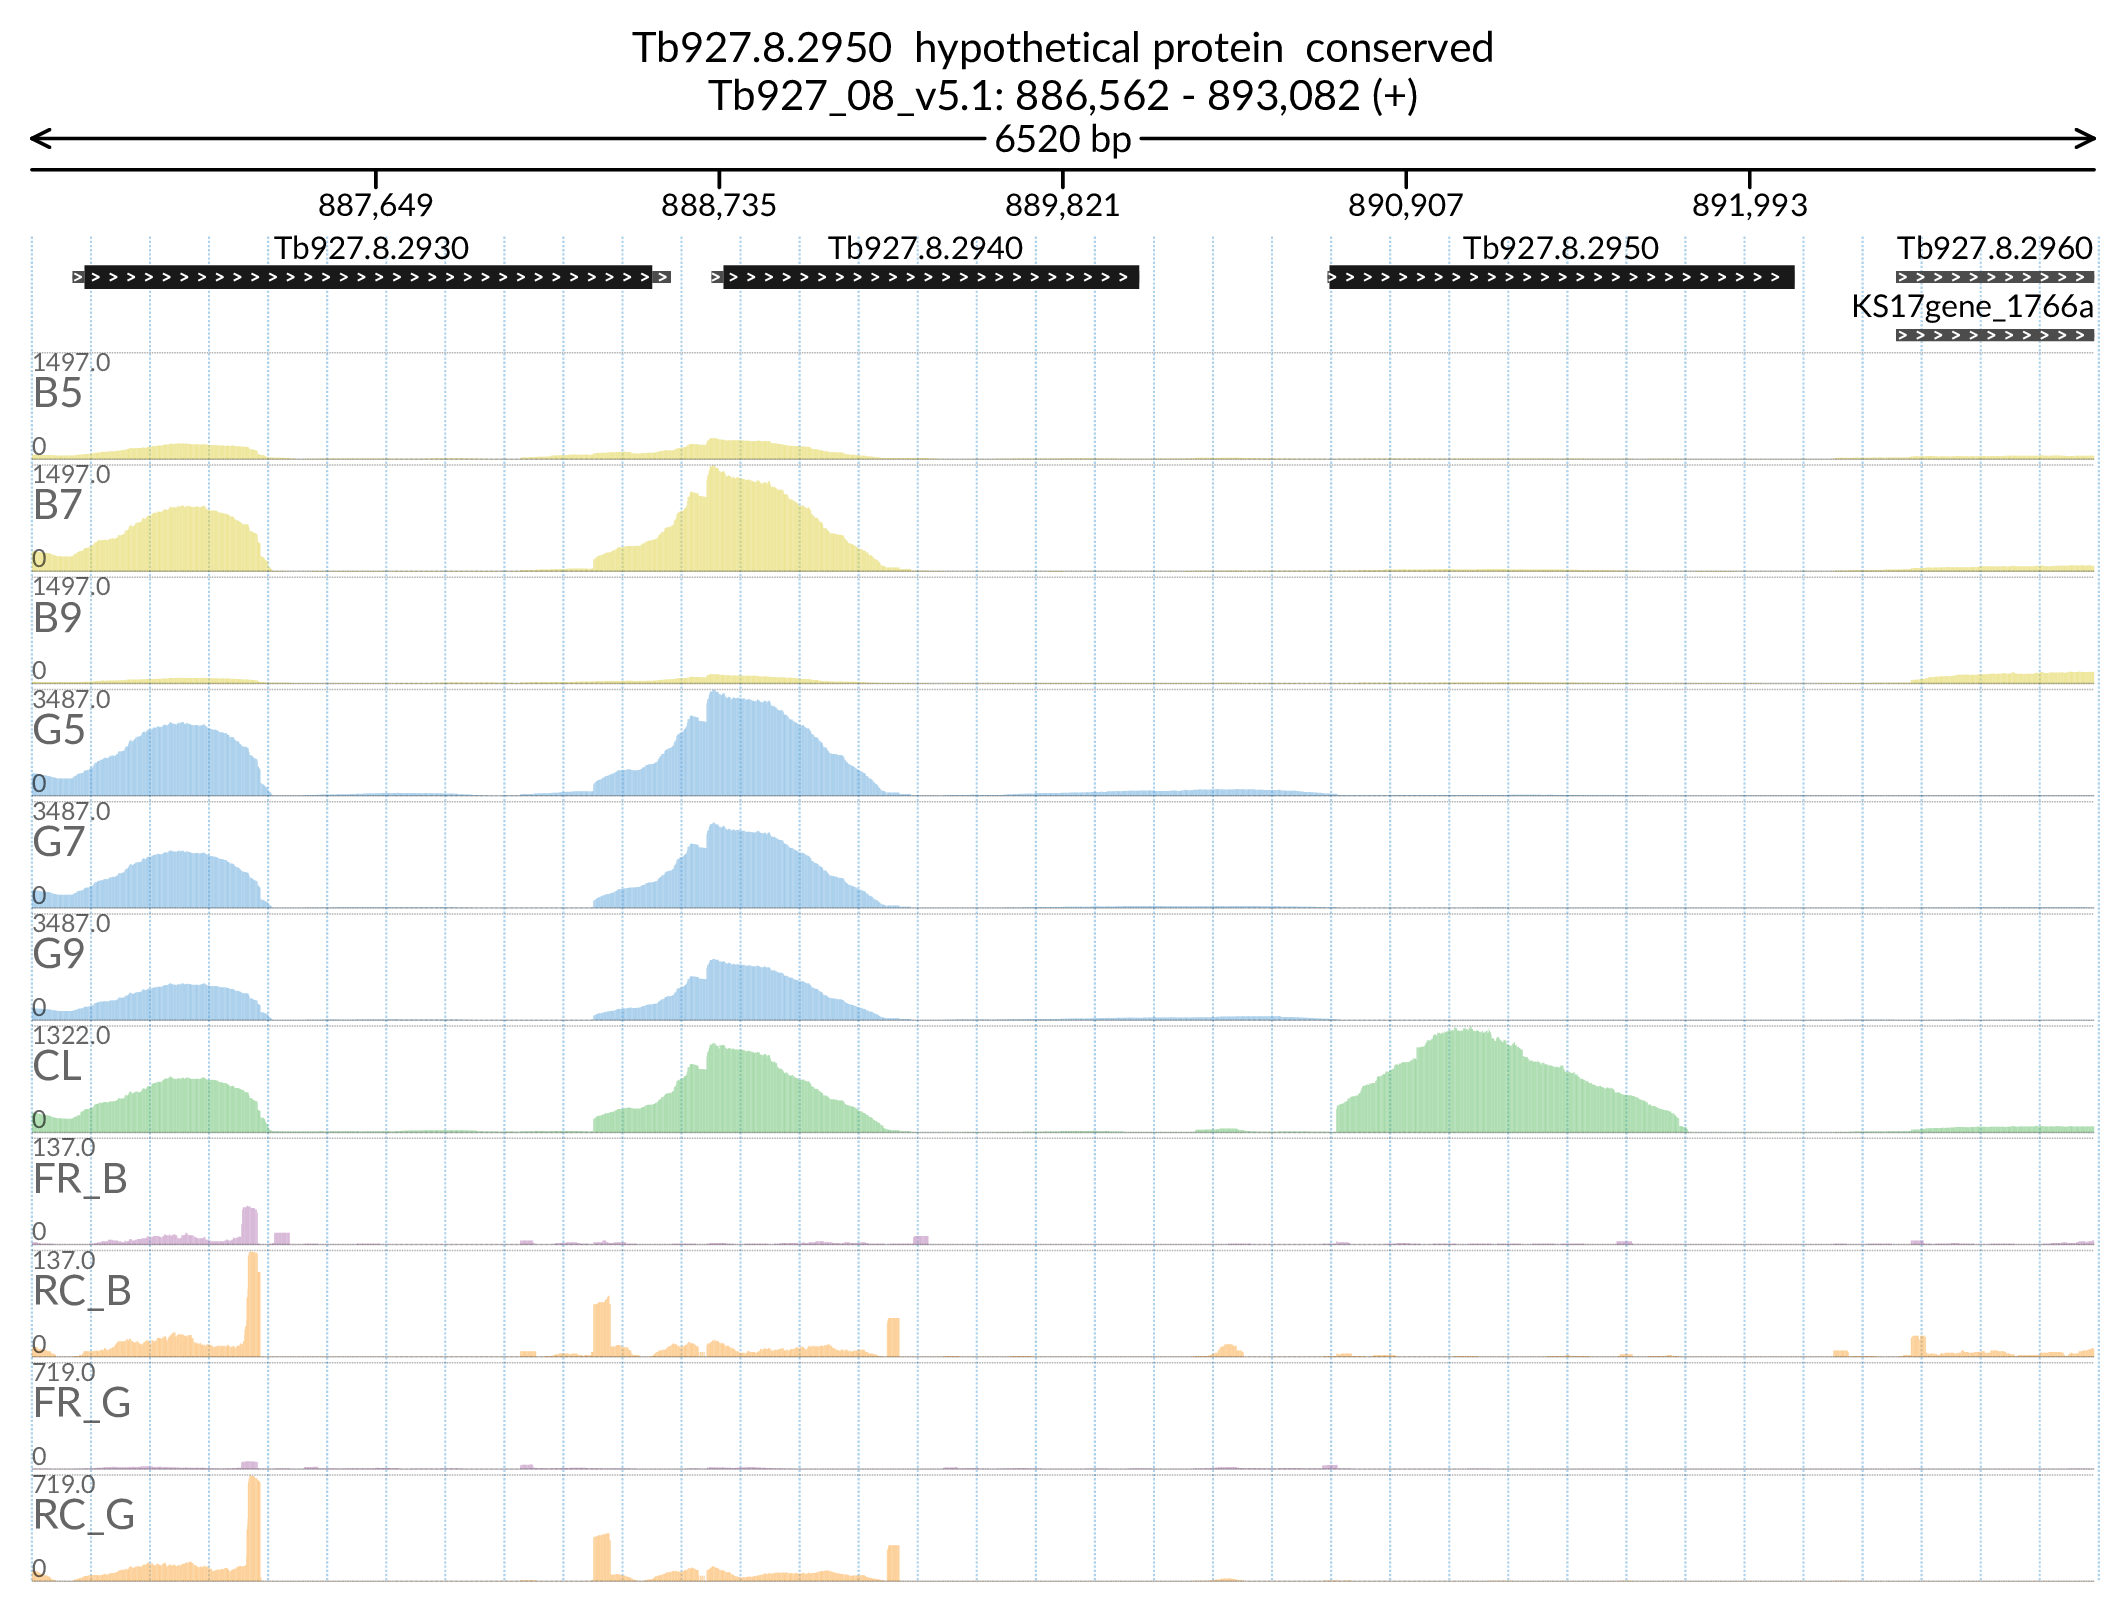 Tb927.8.2950  hypothetical protein  conserved
Tb927_08_v5.1: 886,562 - 893,082 (+)
6520 bp
887,649 888,735 889,821 890,907 891,993
Tb927.8.2930 Tb927.8.2940 Tb927.8.2950 Tb927.8.2960
KS17gene_1766a
1497.0
B5
0
1497.0
B7
0
1497.0
B9
0
3487.0
G5
0
3487.0
G7
0
3487.0
G9
0
1322.0
CL
0
137.0
FR_B
0
137.0
RC_B
0
719.0
FR_G
0
719.0
RC_G
0